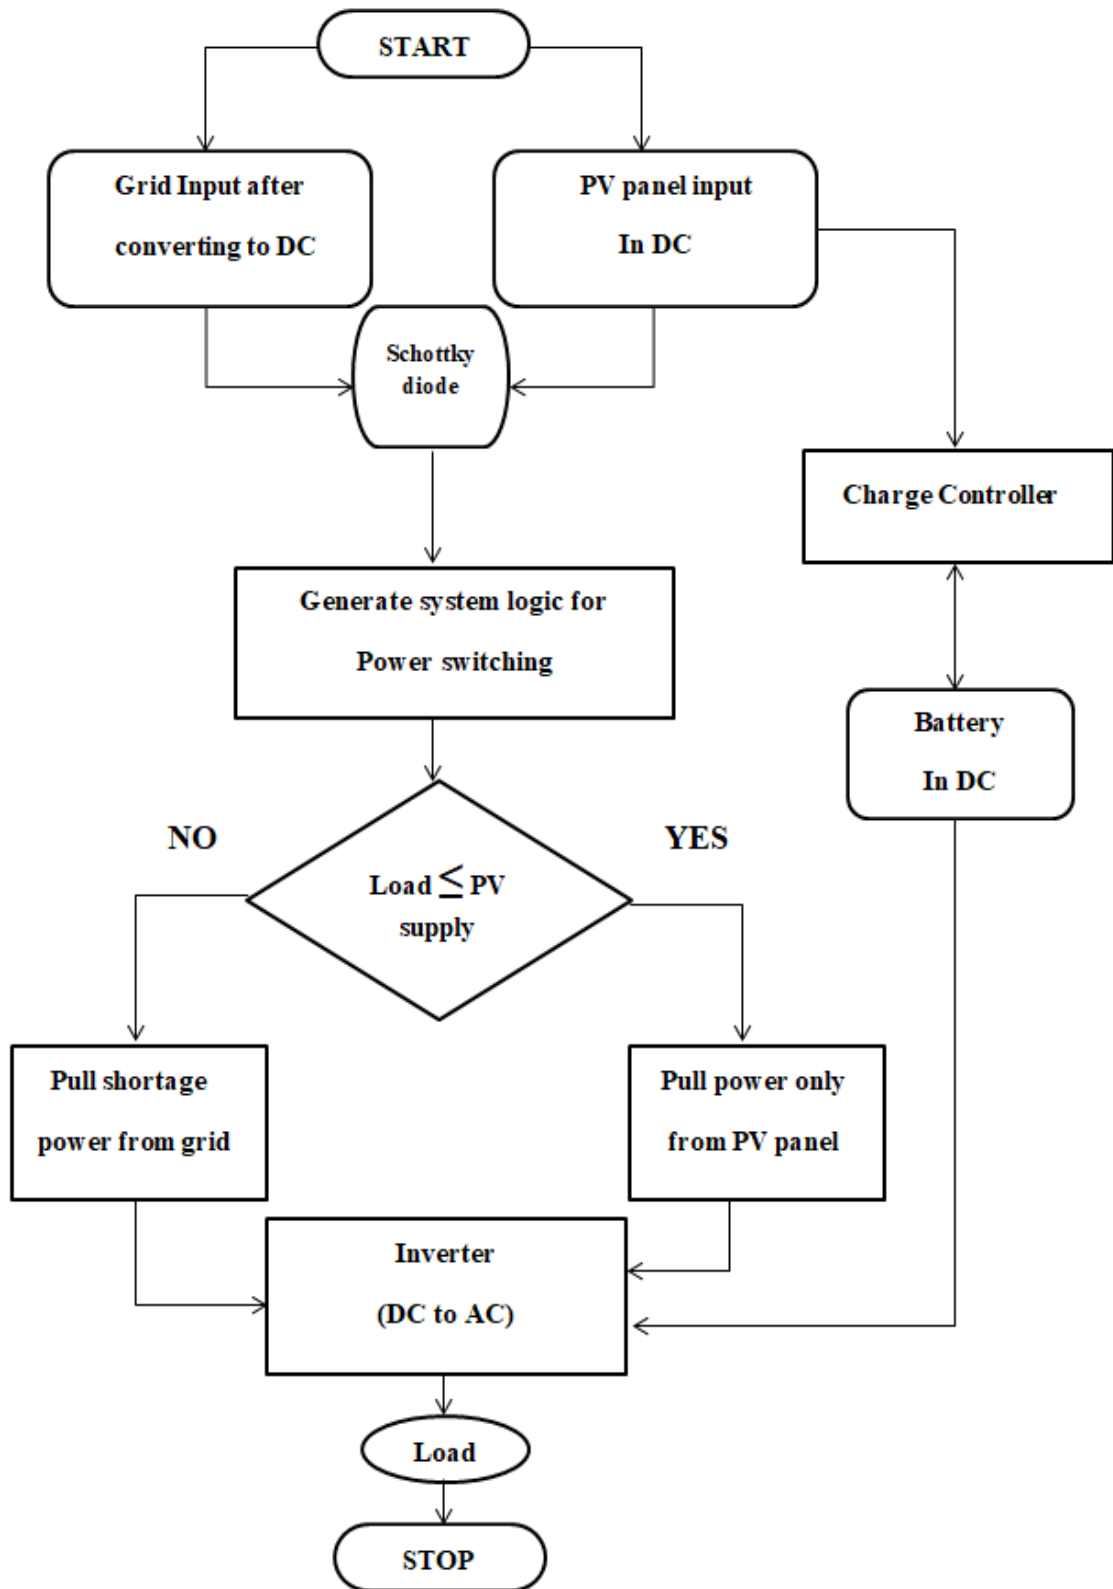 START
Grid Input after
converting to DC
PV panel input
In DC
Schottky
diode
Charge Controller
Generate system logic for
Power switching
Battery
In DC
NO
YES
Load ≤ PV
supply
Pull shortage
power from grid
Pull power only
from PV panel
Inverter
(DC to AC)
Load
STOP